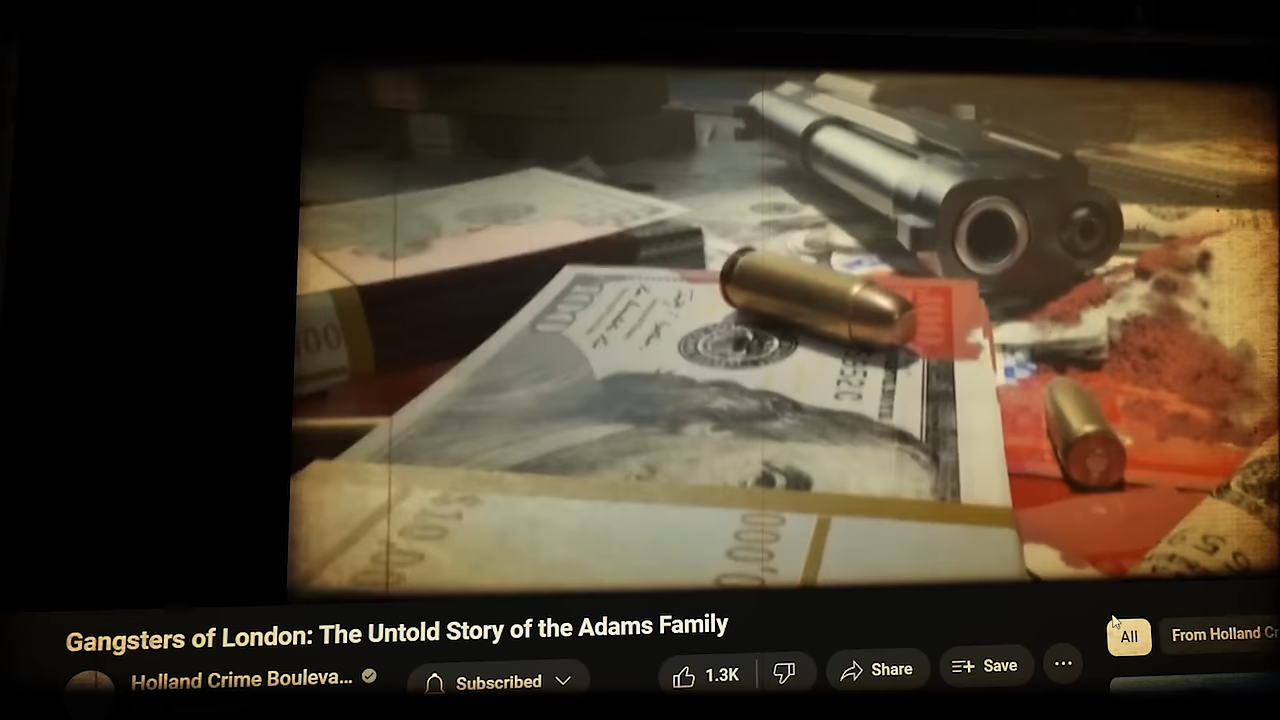 Gangsters of London: The Untold Story of the Adams Family
Holland Crime Bouleva...
Subscribed
1.3K
Share
Save
All
From Holland Cr